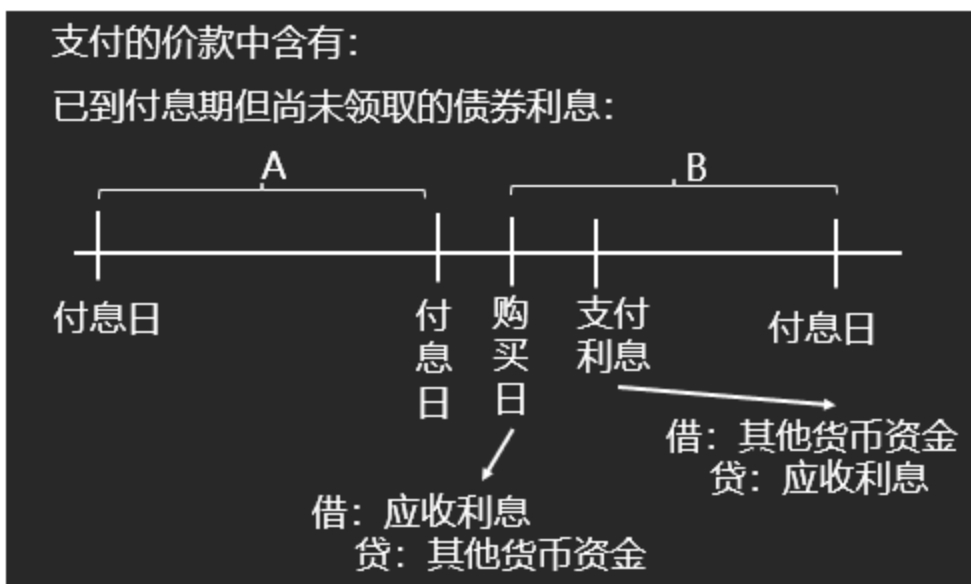 支付的价款中含有：
已到付息期但尚未领取的债券利息：
A
B
付息日
付息日
购买日
支付利息
付息日
借：其他货币资金
贷：应收利息
借：应收利息
贷：其他货币资金